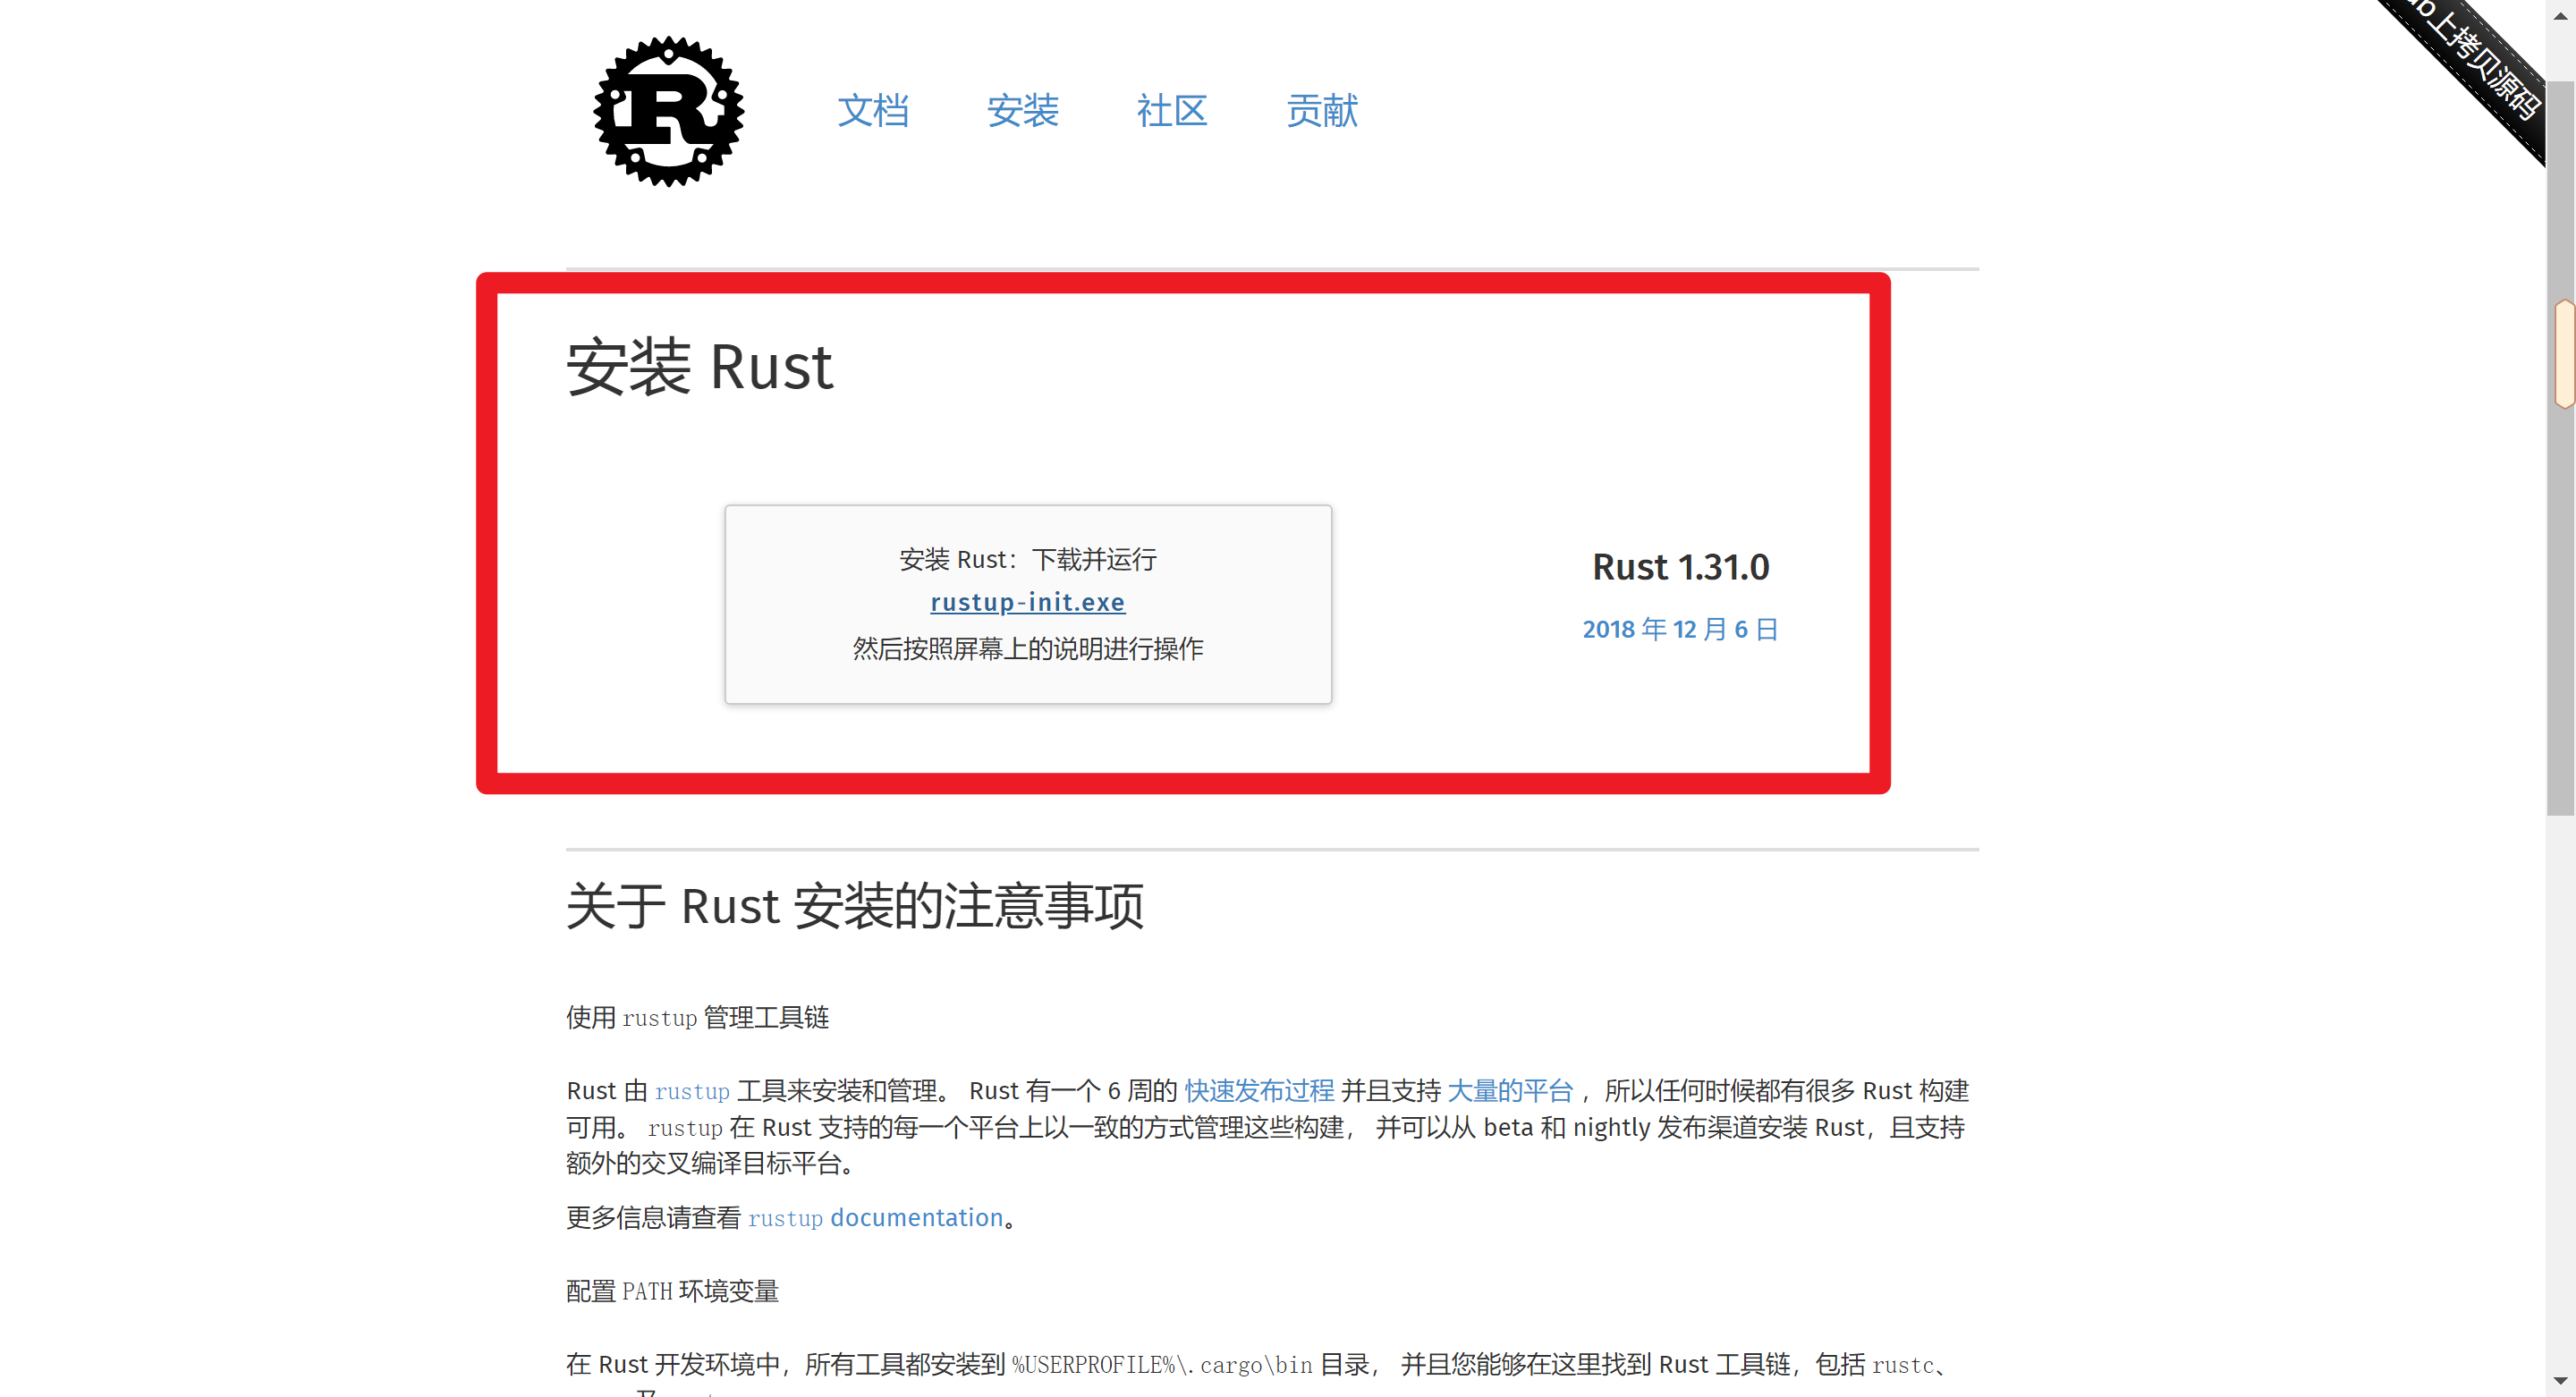 文档
安装
社区
贡献
上拷贝源码
安装 Rust
安装 Rust：下载并运行
rustup-init.exe
然后按照屏幕上的说明进行操作
Rust 1.31.0
2018 年 12 月 6 日
关于 Rust 安装的注意事项
使用 rustup 管理工具链
Rust 由 rustup 工具来安装和管理。 Rust 有一个 6 周的 快速发布过程 并且支持 大量的平台 ，所以任何时候都有很多 Rust 构建
可用。 rustup 在 Rust 支持的每一个平台上以一致的方式管理这些构建， 并可以从 beta 和 nightly 发布渠道安装 Rust，且支持
额外的交叉编译目标平台。
更多信息请查看 rustup documentation。
配置 PATH 环境变量
在 Rust 开发环境中，所有工具都安装到 %USERPROFILE%\.cargo\bin 目录， 并且您能够在这里找到 Rust 工具链，包括 rustc、